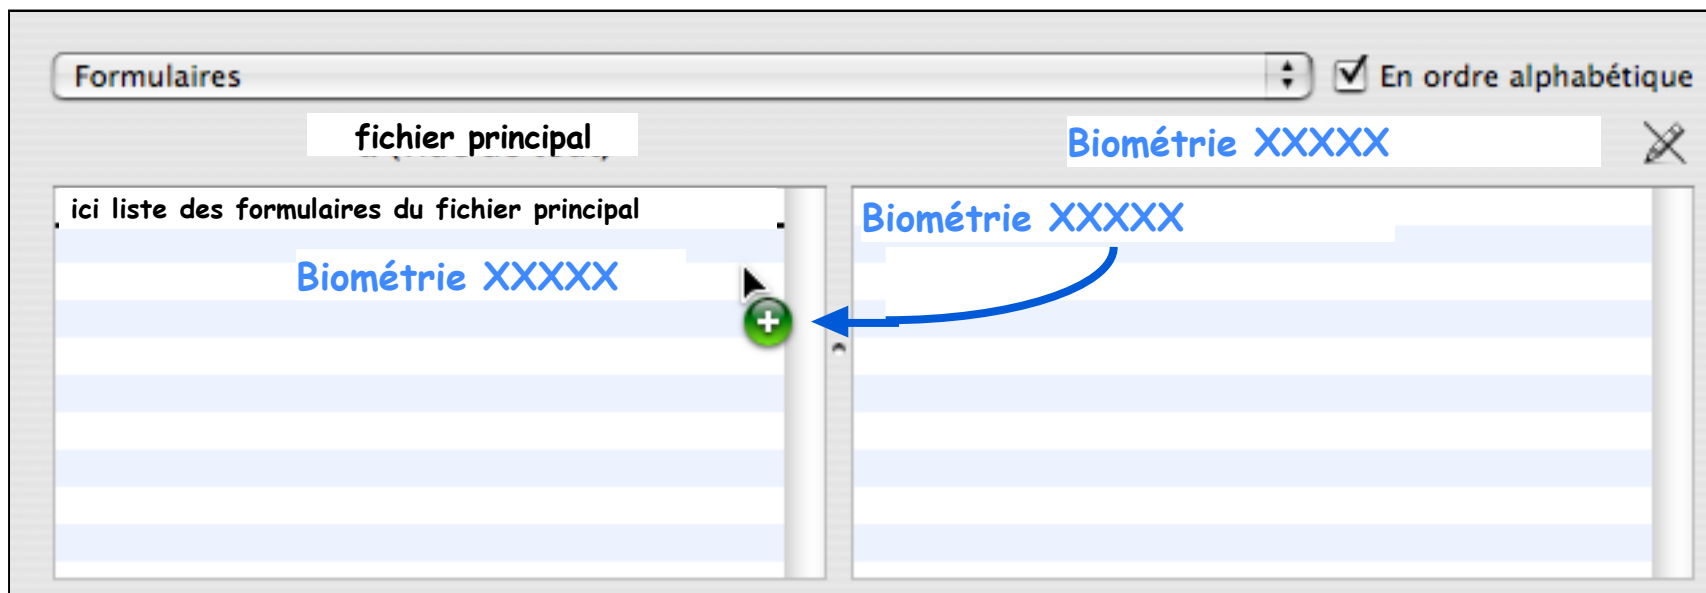 Formulaires
En ordre alphabétique
fichier principal
Biométrie XXXXX
ici liste des formulaires du fichier principal
Biométrie XXXXX
Biométrie XXXXX